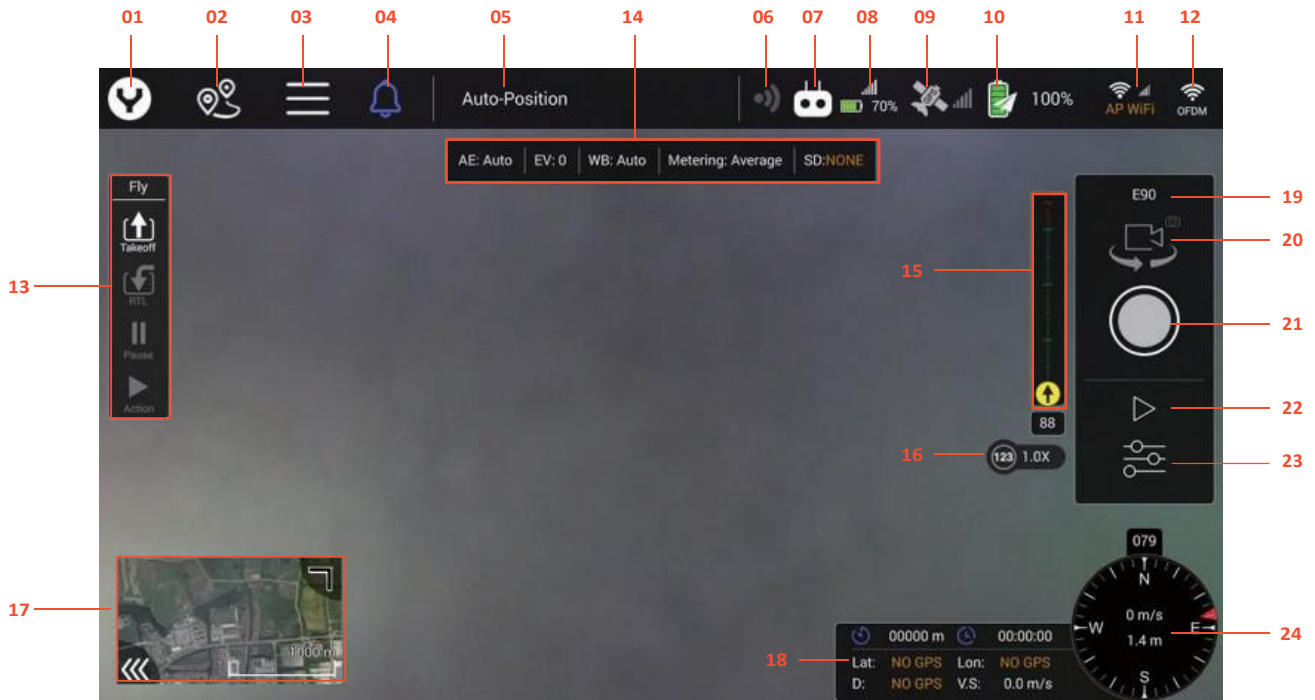 01 02 03 04 05 14 06 07 08 09 10 11 12
Auto-Position 70% 100% AP WiFi OFDM
AE: Auto EV: 0 WB: Auto Metering: Average SD:NONE
Fly
Takeoff
RTL
Pause
Action
13
15
88
16 123 1.0X
E90 19
20
21
22
23
17
1000 m
079
N
W E
S
0 m/s
1.4 m
24
00000 m 00:00:00
18 Lat: NO GPS Lon: NO GPS
D: NO GPS V.S: 0.0 m/s